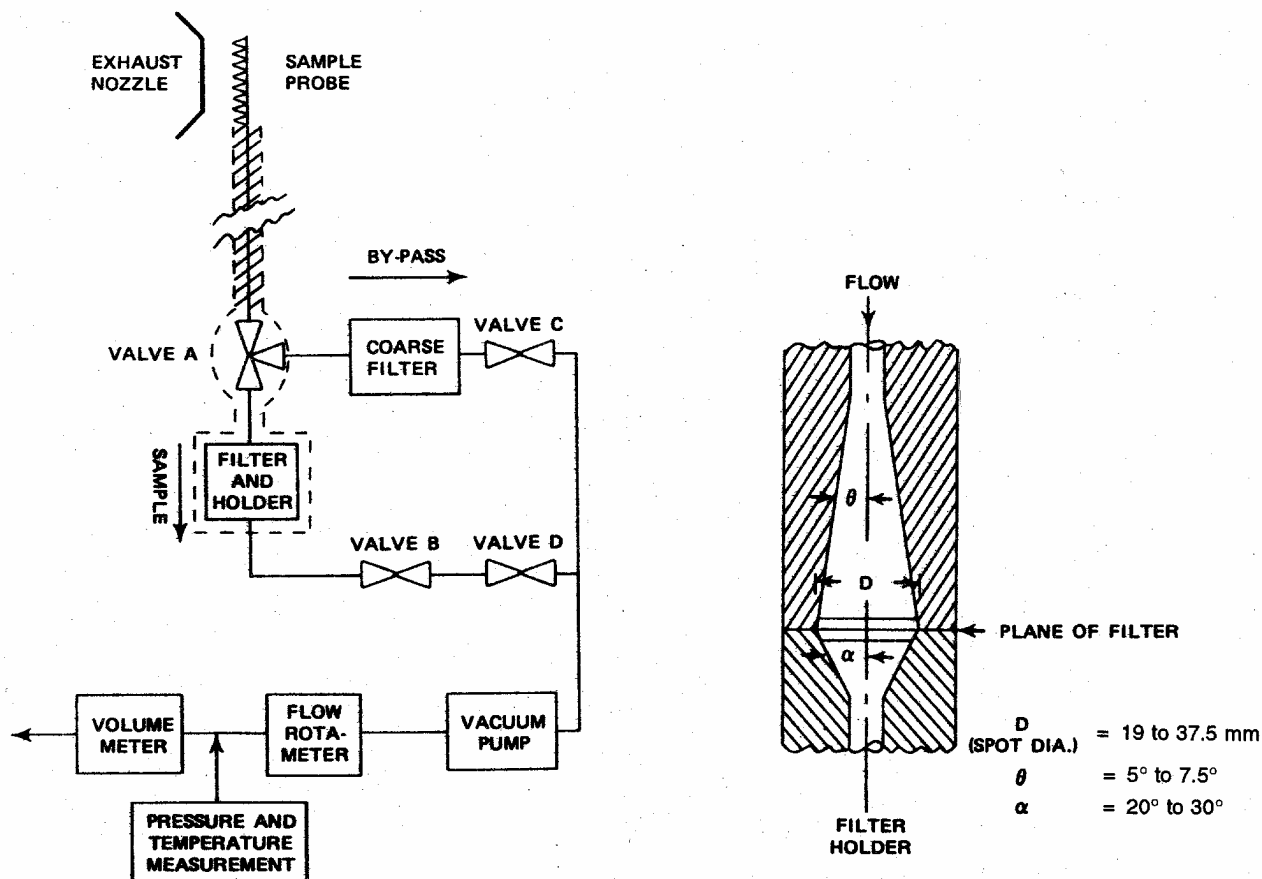 EXHAUST
NOZZLE
SAMPLE
PROBE
BY-PASS
VALVE A
COARSE
FILTER
VALVE C
SAMPLE
FILTER
AND
HOLDER
VALVE B
VALVE D
VOLUME
METER
FLOW
ROTA-
METER
VACUUM
PUMP
PRESSURE AND
TEMPERATURE
MEASUREMENT
FLOW
θ
D
PLANE OF FILTER
α
D
(SPOT DIA.) = 19 to 37.5 mm
θ = 5° to 7.5°
α = 20° to 30°
FILTER
HOLDER